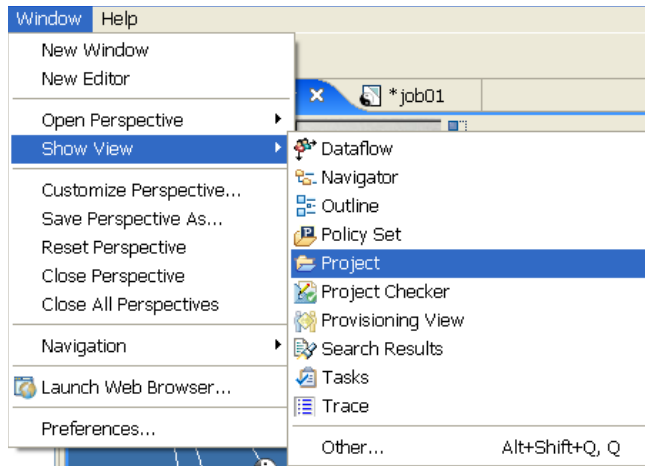 Window Help
New Window
New Editor
*job01
Open Perspective
Show View
Dataflow
Navigator
Customize Perspective...
Outline
Save Perspective As...
Policy Set
Reset Perspective
Project
Close Perspective
Project Checker
Close All Perspectives
Provisioning View
Navigation
Search Results
Launch Web Browser...
Tasks
Trace
Preferences...
Other... Alt+Shift+Q, Q